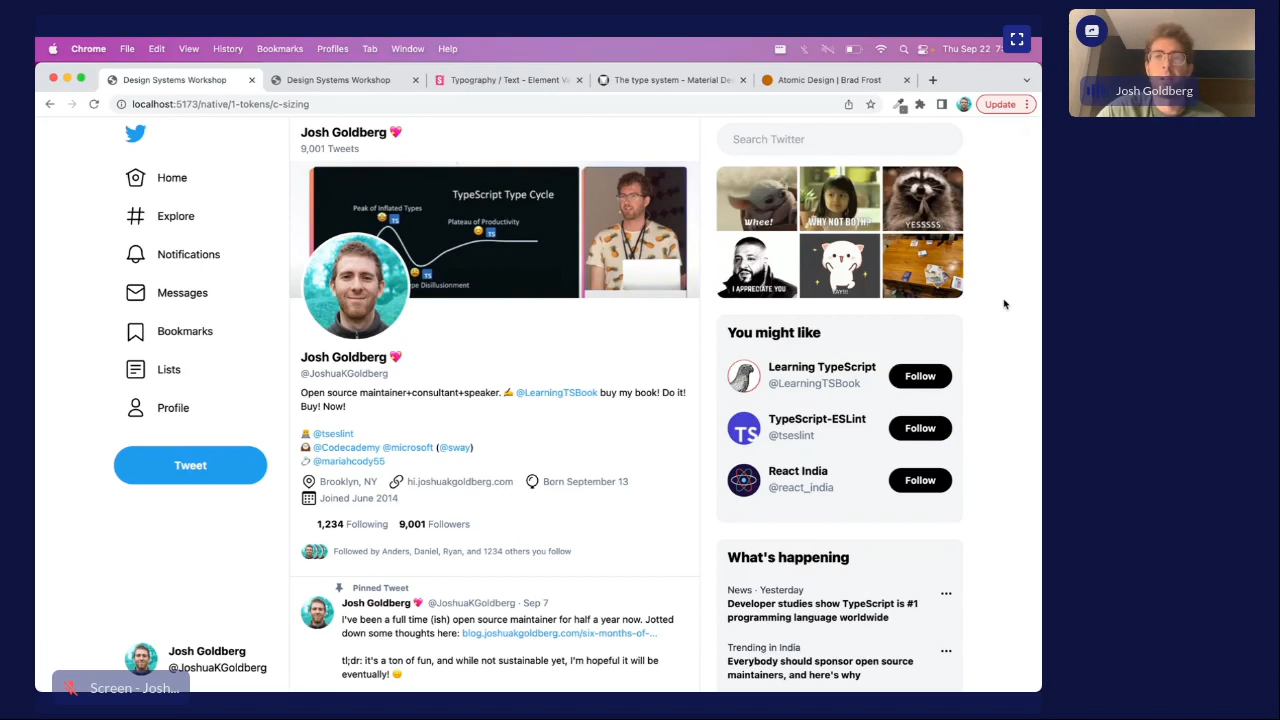 Chrome File Edit View History Bookmarks Profiles Tab Window Help
Thu Sep 22
Design Systems Workshop
Design Systems Workshop
Typography / Text - Element
The type system - Material
Atomic Design | Brad Frost
localhost:5173/native/1-tokens/c-sizing
Update
Josh Goldberg
Home
Explore
Notifications
Messages
Bookmarks
Lists
Profile
Tweet
Josh Goldberg
@JoshuaKGoldberg
Screen - Josh...
Josh Goldberg 💖
9,001 Tweets
TypeScript Type Cycle
Peak of Inflated Types
Plateau of Productivity
Disillusionment
TS
TS
TS
Josh Goldberg 💖
@JoshuaKGoldberg
Open source maintainer+consultant+speaker. ✍️ @LearningTSBook buy my book! Do it!
Buy! Now!
@tseslint
@Codecademy @microsoft (@sway)
@mariahcody55
Brooklyn, NY hi.joshuakgoldberg.com Born September 13
Joined June 2014
1,234 Following 9,001 Followers
Followed by Anders, Daniel, Ryan, and 1234 others you follow
Pinned Tweet
Josh Goldberg 💖 @JoshuaKGoldberg · Sep 7
I've been a full time (ish) open source maintainer for half a year now. Jotted
down some thoughts here: blog.joshuakgoldberg.com/six-months-of-...
tl;dr: it's a ton of fun, and while not sustainable yet, I'm hopeful it will be
eventually! 😊
Search Twitter
Whee!
WHY NOT BOTH?
YESSSSS
I APPRECIATE YOU
YAY!!!
You might like
Learning TypeScript
@LearningTSBook
Follow
TS
TypeScript-ESLint
@tseslint
Follow
React India
@react_india
Follow
What's happening
News · Yesterday
Developer studies show TypeScript is #1
programming language worldwide
Trending in India
Everybody should sponsor open source
maintainers, and here's why